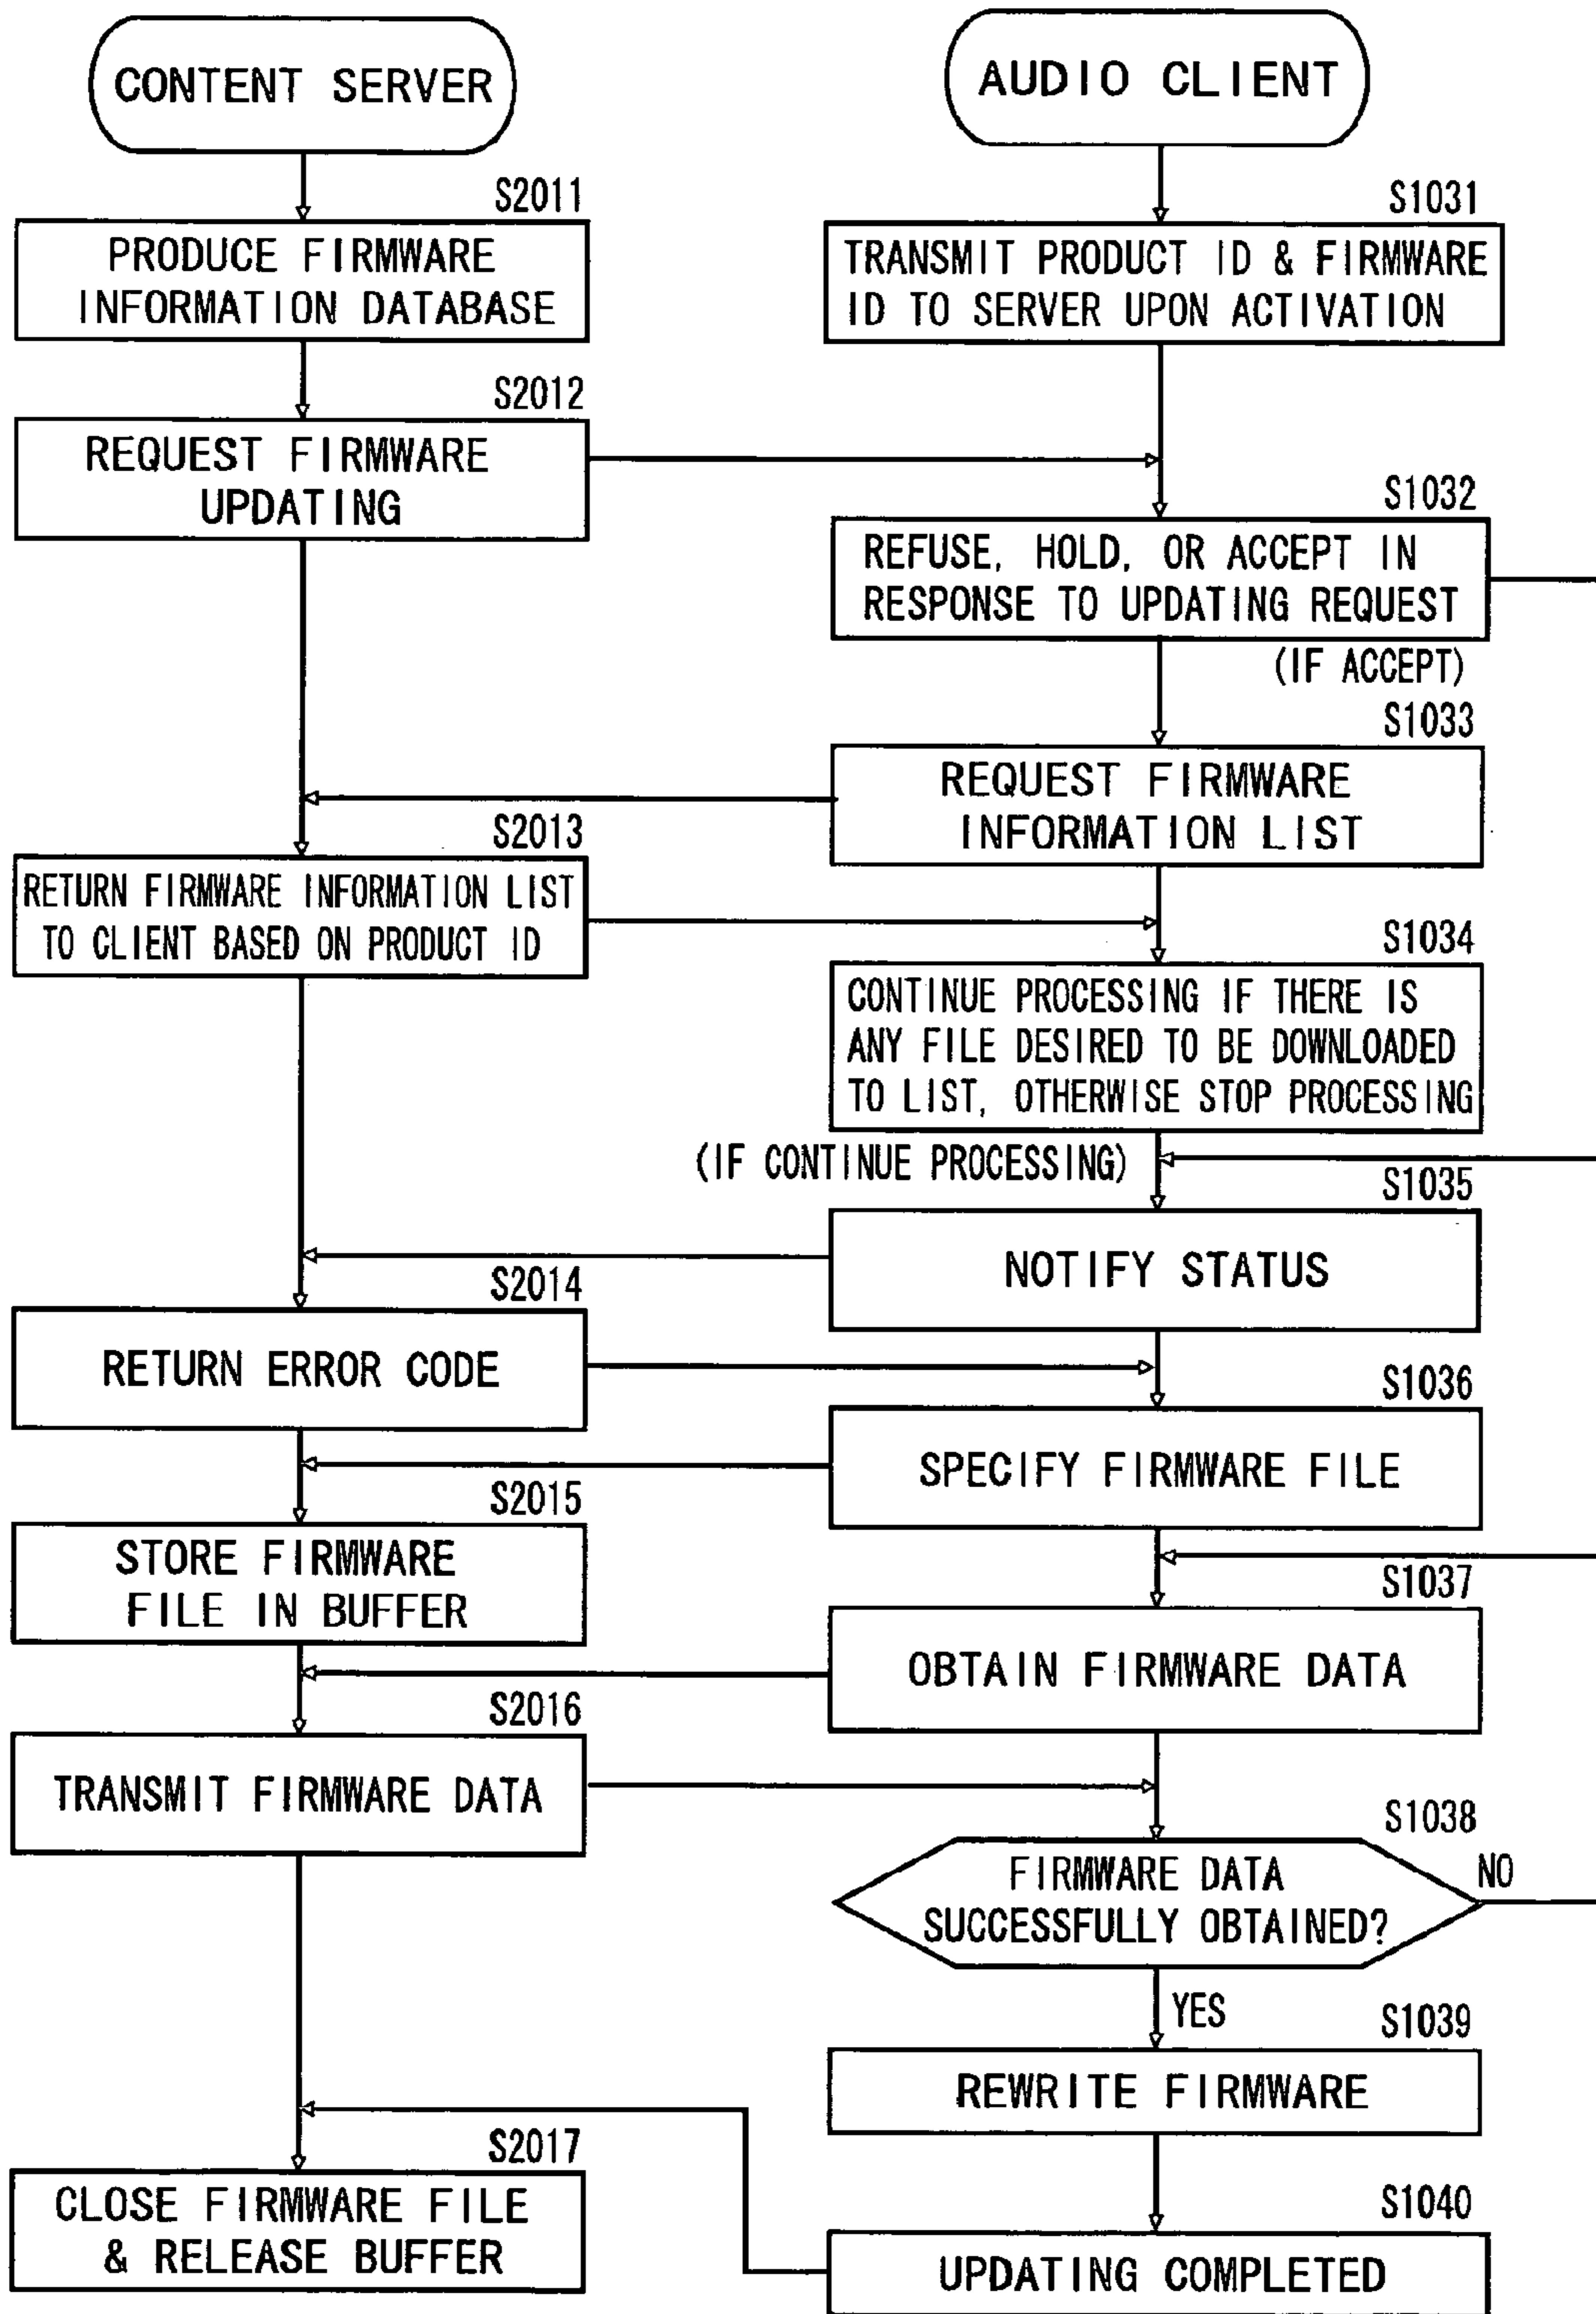 CONTENT SERVER
AUDIO CLIENT
S2011
PRODUCE FIRMWARE
INFORMATION DATABASE
S1031
TRANSMIT PRODUCT ID & FIRMWARE
ID TO SERVER UPON ACTIVATION
S2012
REQUEST FIRMWARE
UPDATING
S1032
REFUSE, HOLD, OR ACCEPT IN
RESPONSE TO UPDATING REQUEST
(IF ACCEPT)
S1033
REQUEST FIRMWARE
INFORMATION LIST
S2013
RETURN FIRMWARE INFORMATION LIST
TO CLIENT BASED ON PRODUCT ID
S1034
CONTINUE PROCESSING IF THERE IS
ANY FILE DESIRED TO BE DOWNLOADED
TO LIST, OTHERWISE STOP PROCESSING
(IF CONTINUE PROCESSING)
S1035
NOTIFY STATUS
S2014
RETURN ERROR CODE
S1036
SPECIFY FIRMWARE FILE
S2015
STORE FIRMWARE
FILE IN BUFFER
S1037
OBTAIN FIRMWARE DATA
S2016
TRANSMIT FIRMWARE DATA
S1038
FIRMWARE DATA
SUCCESSFULLY OBTAINED?
NO
YES
S1039
REWRITE FIRMWARE
S2017
CLOSE FIRMWARE FILE
& RELEASE BUFFER
S1040
UPDATING COMPLETED